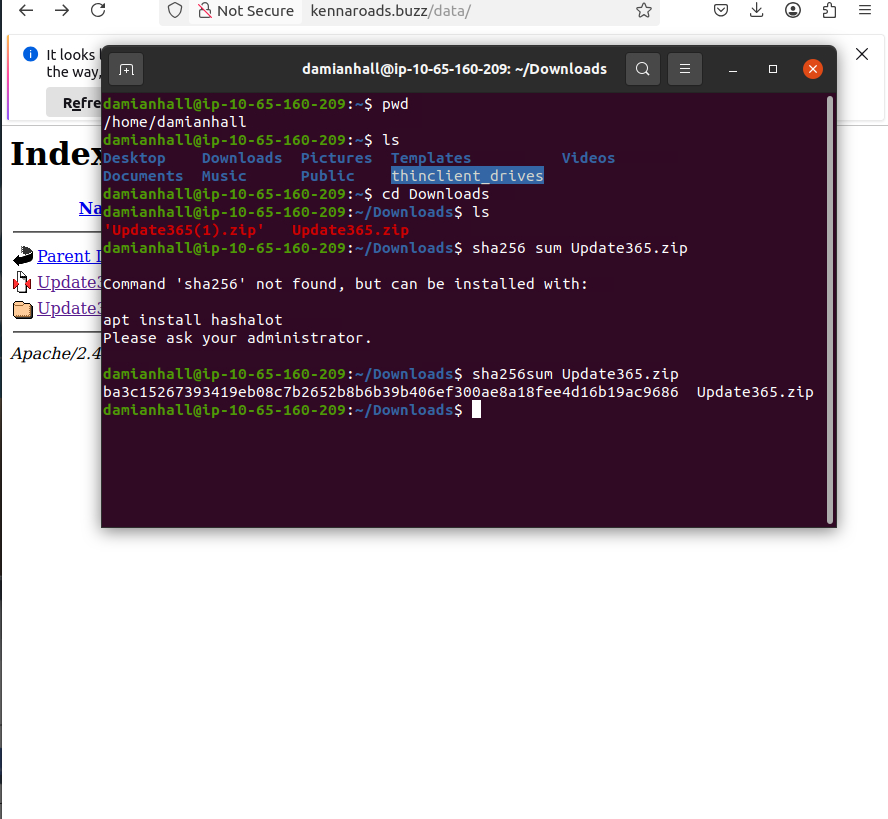 Not Secure kennaroads.buzz/data/
It looks
the way,
Refre
Index
Na
Parent D
Update3
Update3
Apache/2.4
damianhall@ip-10-65-160-209: ~/Downloads
damianhall@ip-10-65-160-209:~$ pwd
/home/damianhall
damianhall@ip-10-65-160-209:~$ ls
Desktop Downloads Pictures Templates Videos
Documents Music Public thinclient_drives
damianhall@ip-10-65-160-209:~$ cd Downloads
damianhall@ip-10-65-160-209:~/Downloads$ ls
'Update365(1).zip' Update365.zip
damianhall@ip-10-65-160-209:~/Downloads$ sha256 sum Update365.zip
Command 'sha256' not found, but can be installed with:
apt install hashalot
Please ask your administrator.
damianhall@ip-10-65-160-209:~/Downloads$ sha256sum Update365.zip
ba3c15267393419eb08c7b2652b8b6b39b406ef300ae8a18fee4d16b19ac9686 Update365.zip
damianhall@ip-10-65-160-209:~/Downloads$